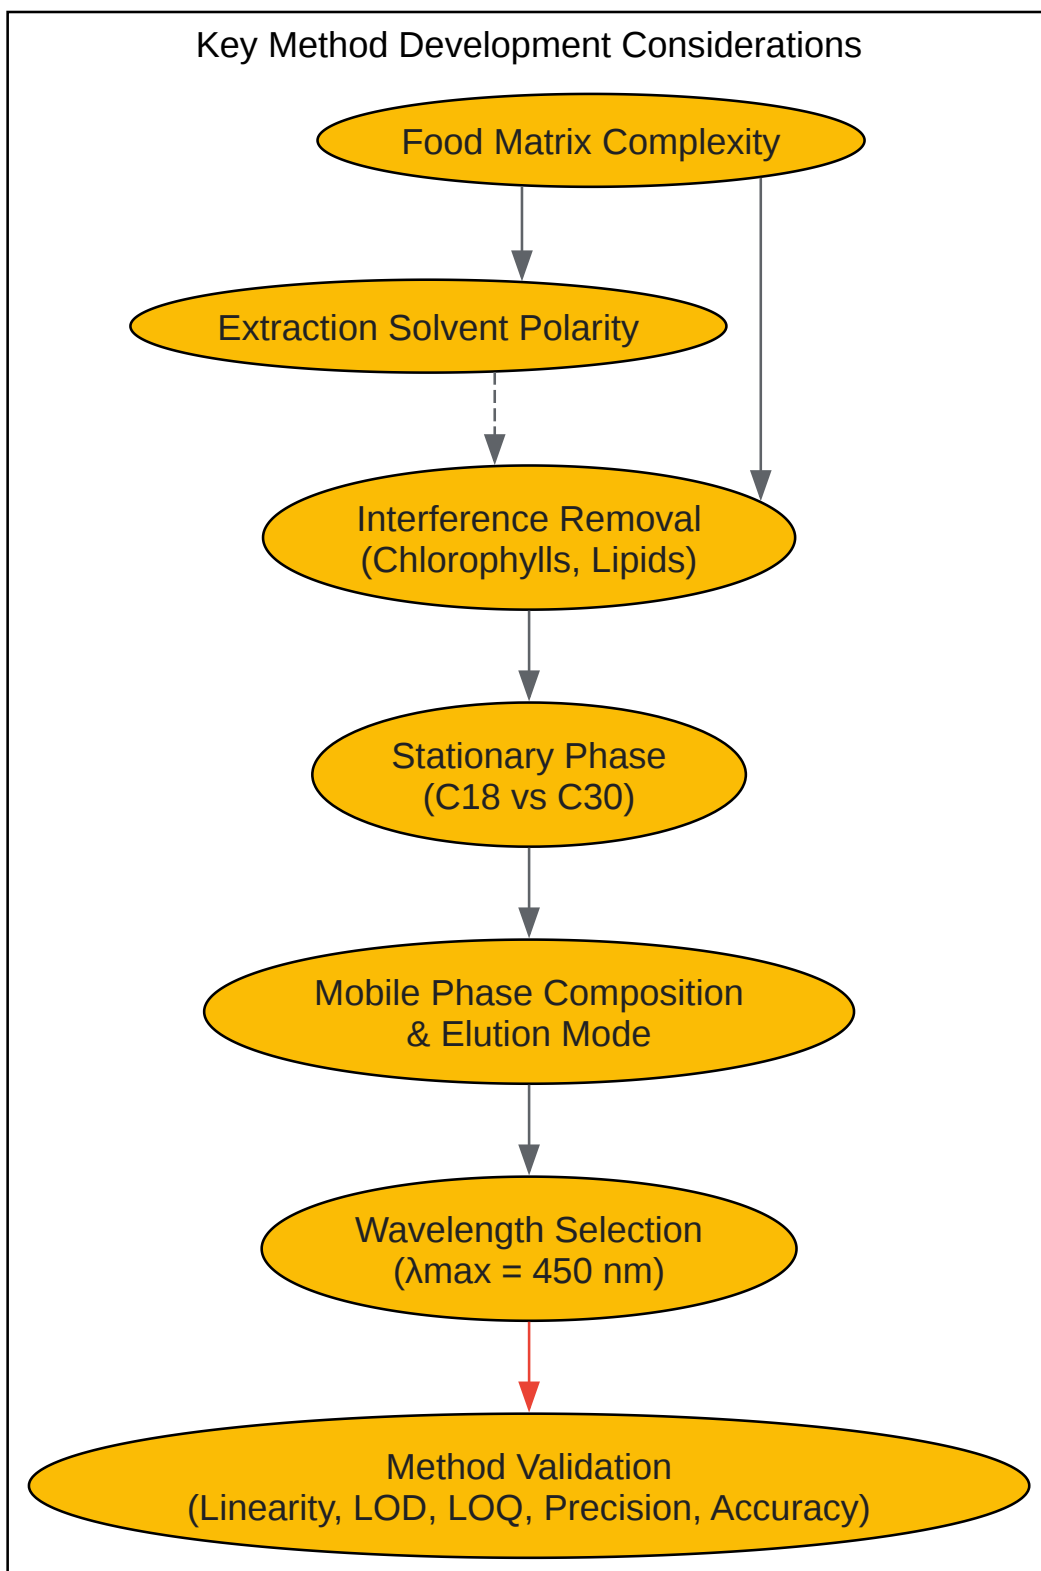 Key Method Development Considerations
Food Matrix Complexity
Extraction Solvent Polarity
Interference Removal
(Chlorophylls, Lipids)
Stationary Phase
(C18 vs C30)
Mobile Phase Composition
& Elution Mode
Wavelength Selection
(λmax = 450 nm)
Method Validation
(Linearity, LOD, LOQ, Precision, Accuracy)